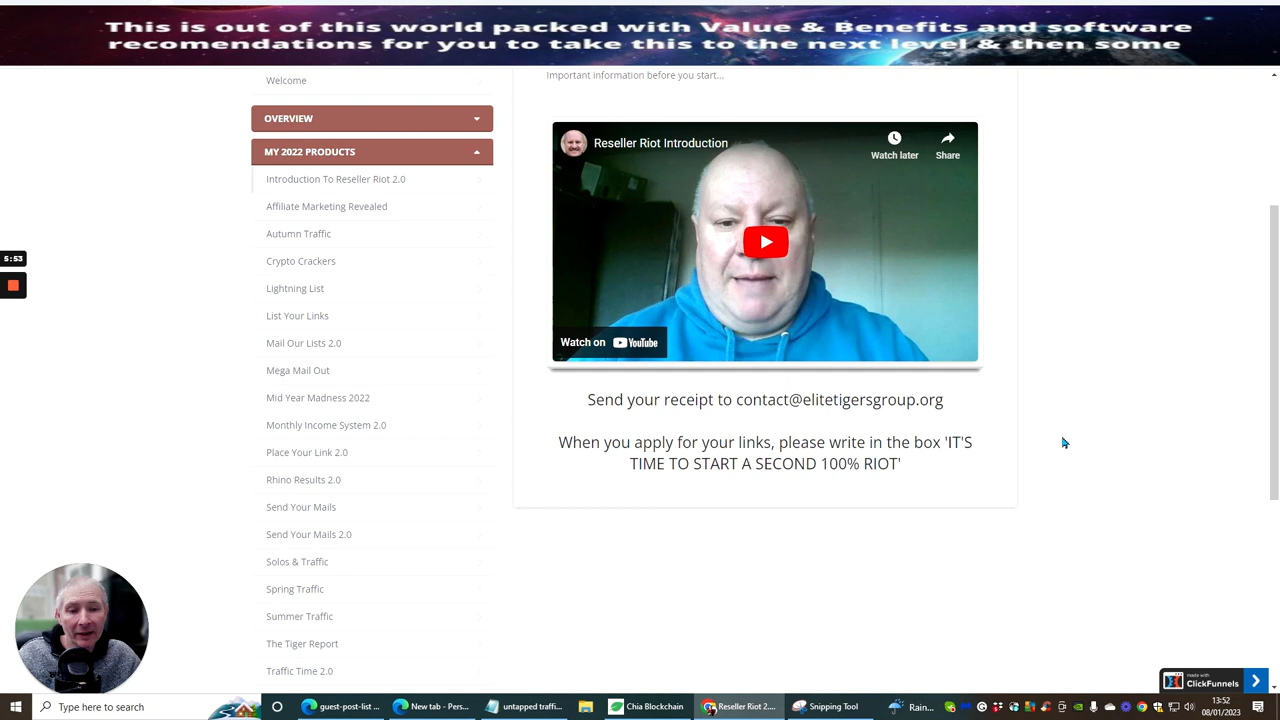 This is out of this world packed with Value & Benefits and software
recomendations for you to take this to the next level & then some
Welcome
OVERVIEW
MY 2022 PRODUCTS
Introduction To Reseller Riot 2.0
Affiliate Marketing Revealed
Autumn Traffic
Crypto Crackers
Lightning List
List Your Links
Mail Our Lists 2.0
Mega Mail Out
Mid Year Madness 2022
Monthly Income System 2.0
Place Your Link 2.0
Rhino Results 2.0
Send Your Mails
Send Your Mails 2.0
Solos & Traffic
Spring Traffic
Summer Traffic
The Tiger Report
Traffic Time 2.0
Important information before you start...
Reseller Riot Introduction
Watch later
Share
Watch on YouTube
Send your receipt to contact@elitetigersgroup.org
When you apply for your links, please write in the box 'IT'S
TIME TO START A SECOND 100% RIOT'
5:53
made with
ClickFunnels
Type here to search
guest-post-list ...
New tab - Pers...
untapped traffi...
Chia Blockchain
Reseller Riot 2....
Snipping Tool
Rain...
13:52
08/01/2023